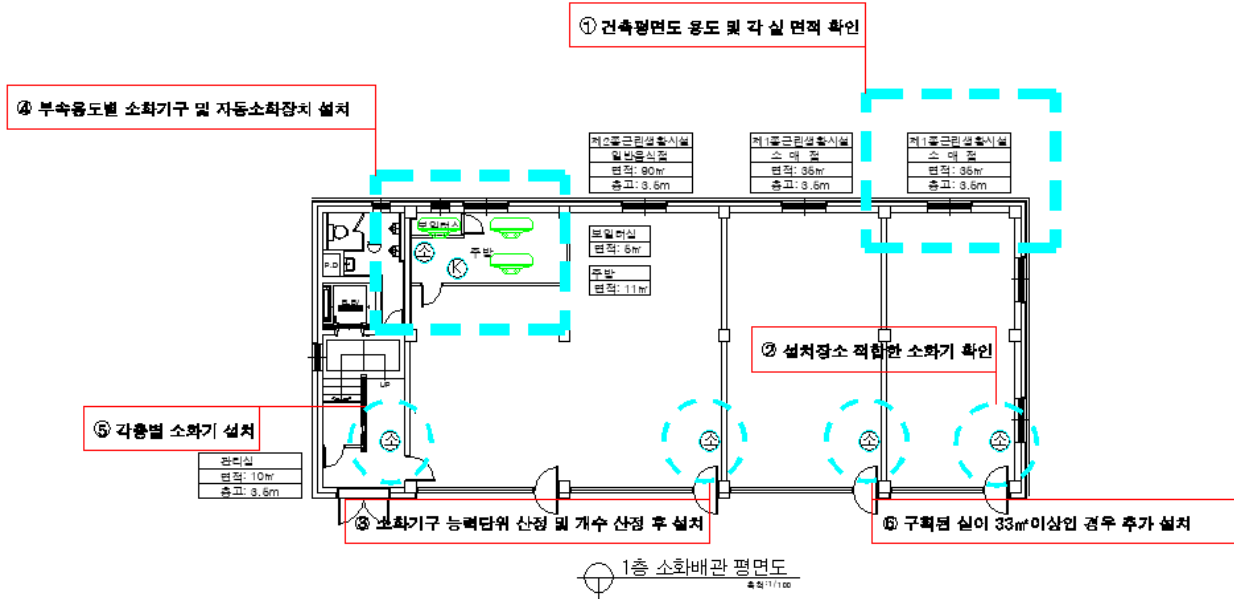 ① 건축평면도 용도 및 각 실 면적 확인
④ 부속용도별 소화기구 및 자동소화장치 설치
제2종근린생활시설
일반음식점
면적: 90㎡
층고: 3.5m
제1종근린생활시설
소 매 점
면적: 35㎡
층고: 3.5m
제1종근린생활시설
소 매 점
면적: 35㎡
층고: 3.5m
보일러실
소
주방
K
P.D
보일러실
면적: 5㎡
주방
면적: 11㎡
② 설치장소 적합한 소화기 확인
UP
⑤ 각층별 소화기 설치
소
소
소
소
관리실
면적: 10㎡
층고: 3.5m
③ 소화기구 능력단위 산정 및 개수 산정 후 설치
⑥ 구획된 실이 33㎡이상인 경우 추가 설치
1층 소화배관 평면도
축척:1/100